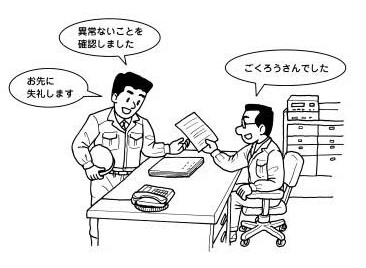 異常ないことを
確認しました
お先に
失礼します
ごくろうさんでした